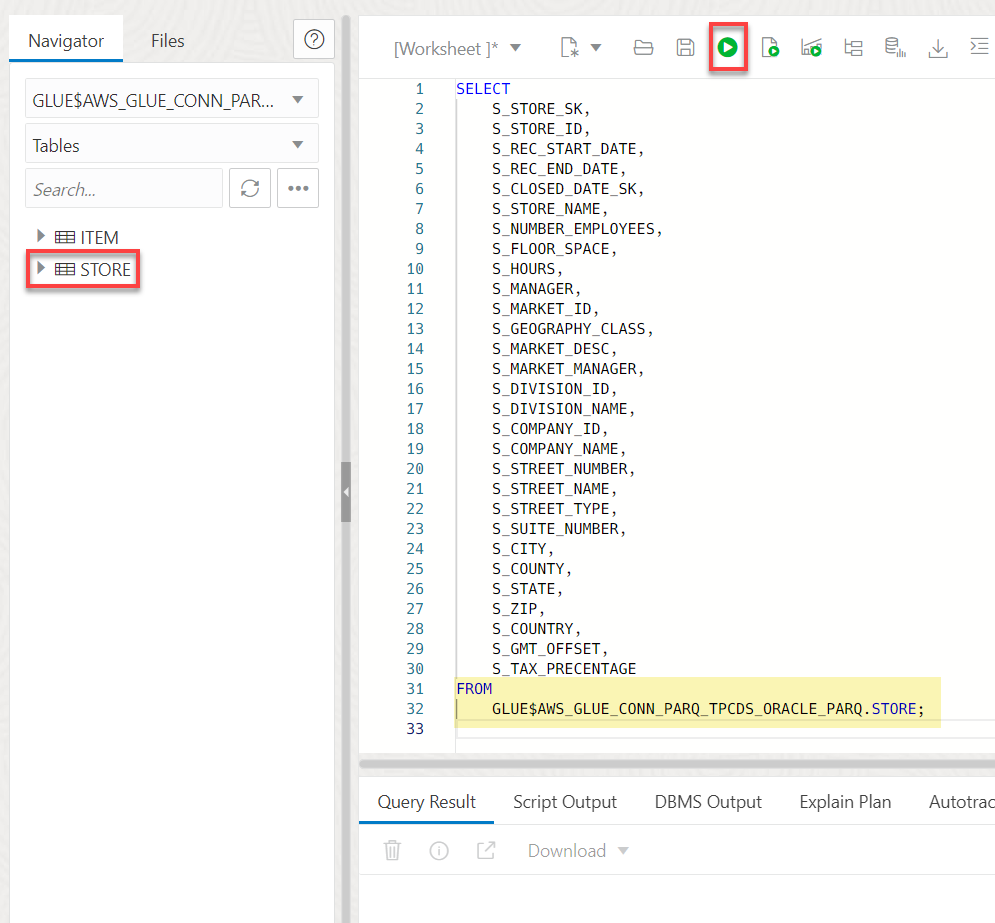 Navigator
Files
GLUE$AWS_GLUE_CONN_PAR...
Tables
Search...
ITEM
STORE
[Worksheet ]*
1 SELECT
2 S_STORE_SK,
3 S_STORE_ID,
4 S_REC_START_DATE,
5 S_REC_END_DATE,
6 S_CLOSED_DATE_SK,
7 S_STORE_NAME,
8 S_NUMBER_EMPLOYEES,
9 S_FLOOR_SPACE,
10 S_HOURS,
11 S_MANAGER,
12 S_MARKET_ID,
13 S_GEOGRAPHY_CLASS,
14 S_MARKET_DESC,
15 S_MARKET_MANAGER,
16 S_DIVISION_ID,
17 S_DIVISION_NAME,
18 S_COMPANY_ID,
19 S_COMPANY_NAME,
20 S_STREET_NUMBER,
21 S_STREET_NAME,
22 S_STREET_TYPE,
23 S_SUITE_NUMBER,
24 S_CITY,
25 S_COUNTY,
26 S_STATE,
27 S_ZIP,
28 S_COUNTRY,
29 S_GMT_OFFSET,
30 S_TAX_PRECENTAGE
31 FROM
32 GLUE$AWS_GLUE_CONN_PARQ_TPCDS_ORACLE_PARQ.STORE;
33
Query Result Script Output DBMS Output Explain Plan Autotrac
Download